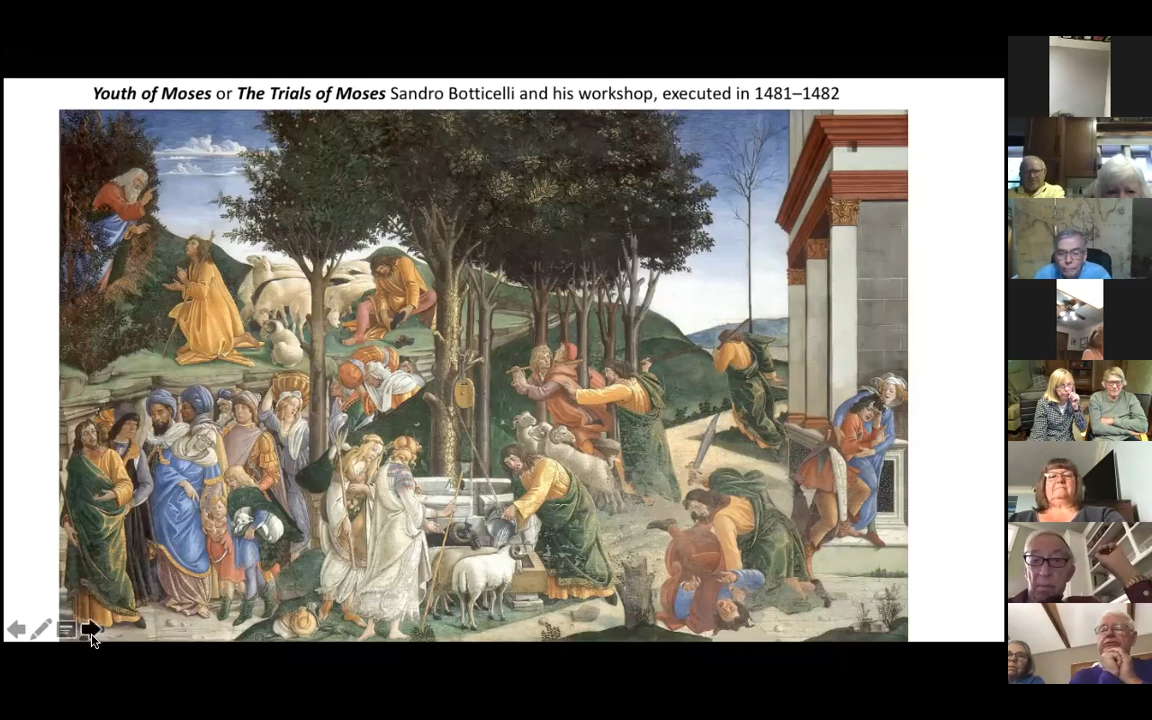 Youth of Moses or The Trials of Moses Sandro Botticelli and his workshop, executed in 1481–1482